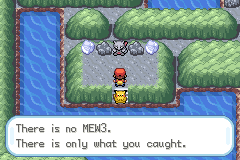 There is no MEW3.
There is only what you caught.